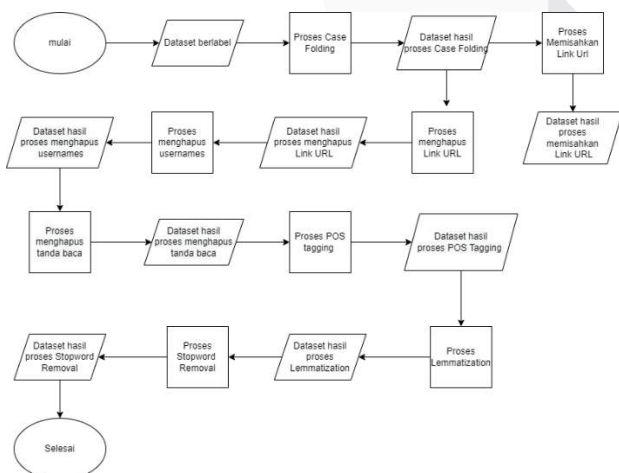 mulai
Dataset berlabel
Proses Case
Folding
Dataset hasil
proses Case Folding
Proses
Memisahkan
Link Url
Dataset hasil
proses
memisahkan
Link URL
Proses
menghapus
Link URL
Dataset hasil
proses menghapus
Link URL
Proses
menghapus
usernames
Dataset hasil
proses menghapus
usernames
Proses
menghapus
tanda baca
Dataset hasil
proses menghapus
tanda baca
Proses POS
tagging
Dataset hasil
proses POS Tagging
Proses
Lemmatization
Dataset hasil
proses
Lemmatization
Proses
Stopword
Removal
Dataset hasil
proses Stopword
Removal
Selesai